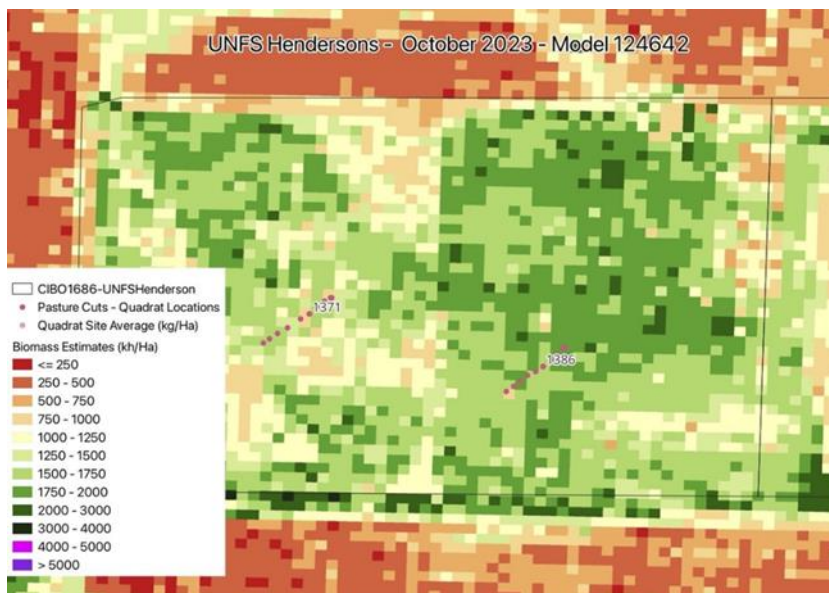 UNFS Hendersons - October 2023 - Model 124642
1371
1386
CIBO1686-UNFSHenderson
Pasture Cuts - Quadrat Locations
Quadrat Site Average (kg/Ha)
Biomass Estimates (kh/Ha)
<= 250
250 - 500
500 - 750
750 - 1000
1000 - 1250
1250 - 1500
1500 - 1750
1750 - 2000
2000 - 3000
3000 - 4000
4000 - 5000
> 5000